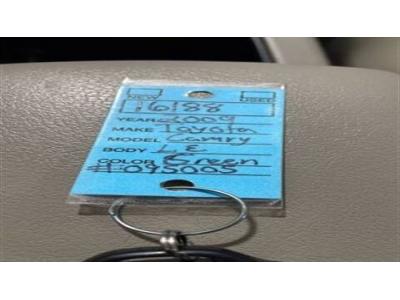 NEW USED
16188
YEAR 2009
MAKE Toyota
MODEL Camry
BODY LE
COLOR Green
#095005